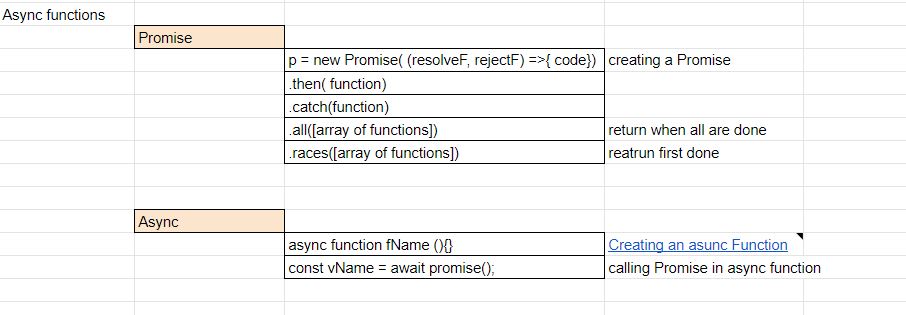 Async functions
Promise
p = new Promise( (resolveF, rejectF) =>{ code}) creating a Promise
.then( function)
.catch(function)
.all([array of functions]) return when all are done
.races([array of functions]) reatrun first done
Async
async function fName (){} Creating an asunc Function
const vName = await promise(); calling Promise in async function